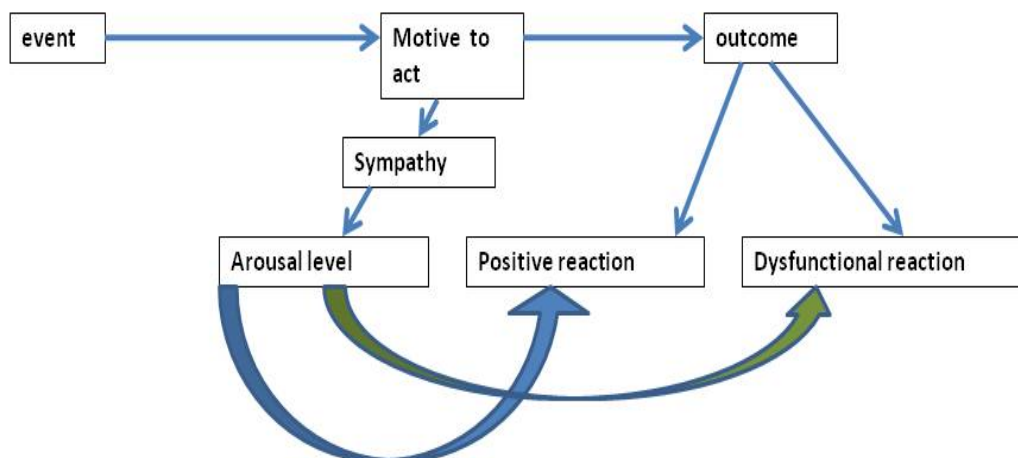 event
Motive to
act
outcome
Sympathy
Arousal level
Positive reaction
Dysfunctional reaction